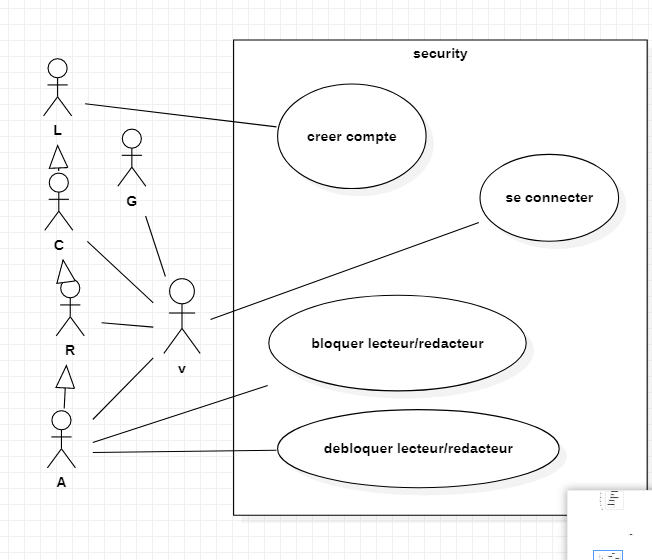 security
L
creer compte
G
se connecter
C
bloquer lecteur/redacteur
R
v
debloquer lecteur/redacteur
A